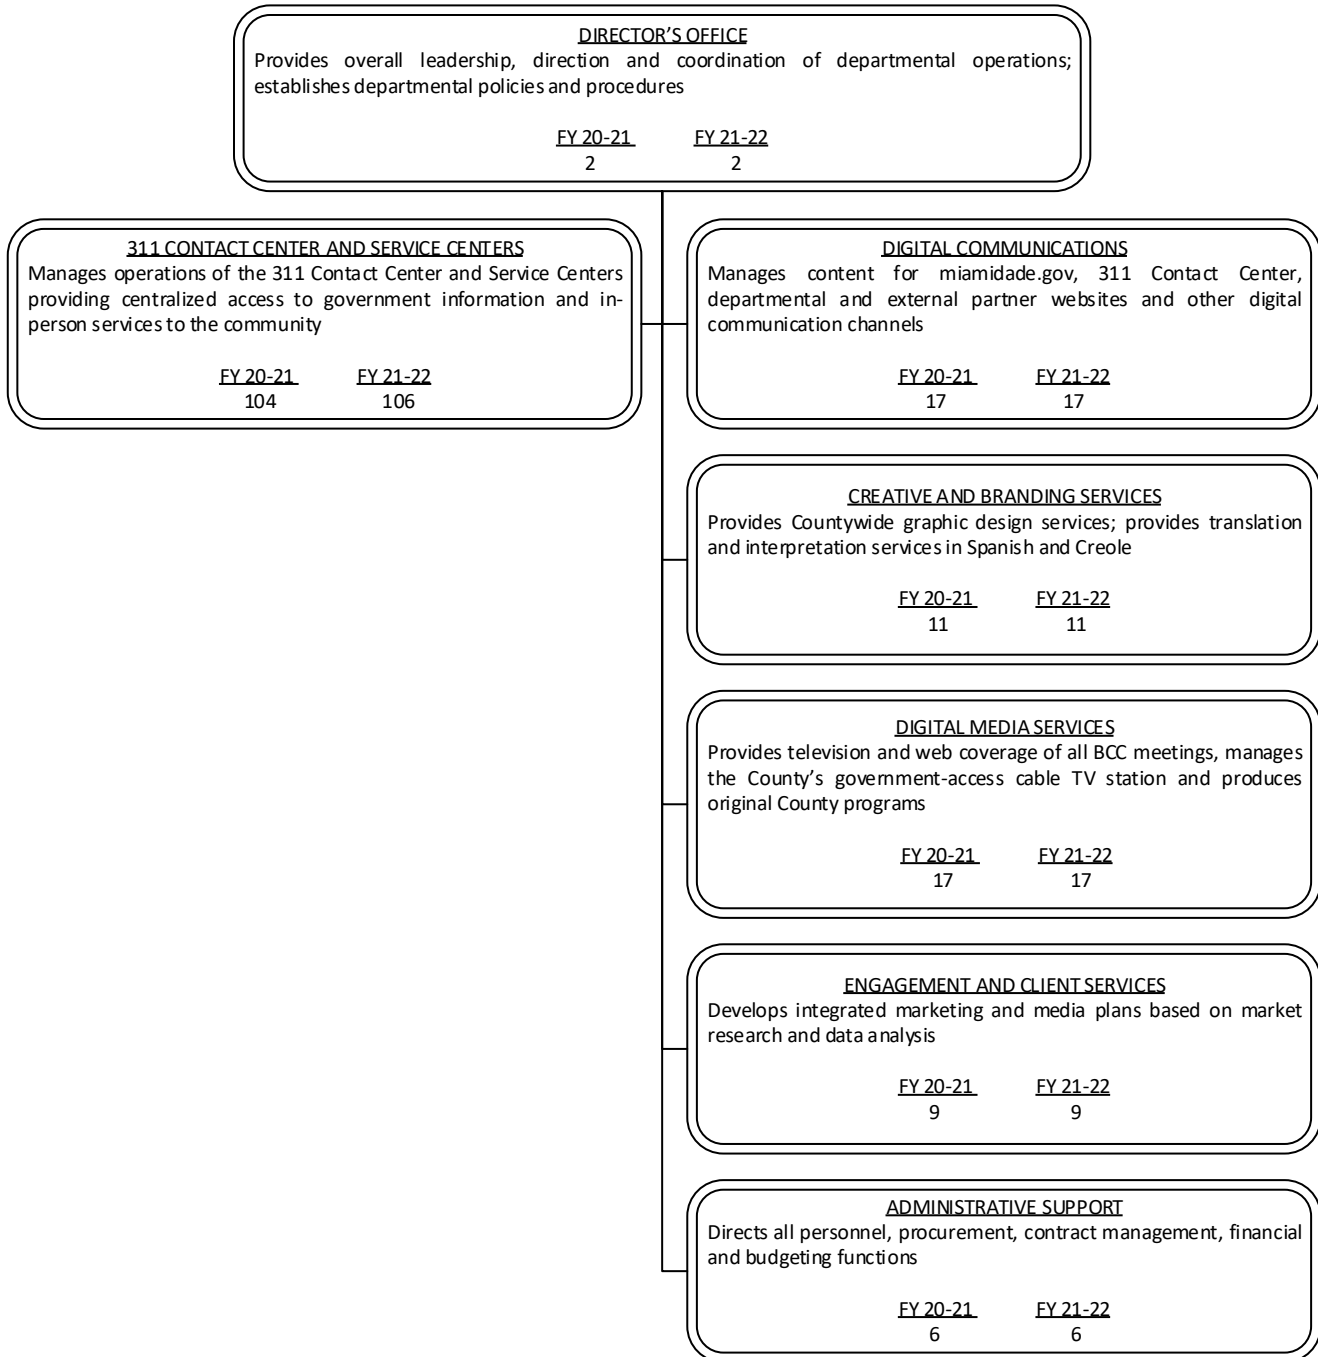 DIRECTOR'S OFFICE
Provides overall leadership, direction and coordination of departmental operations;
establishes departmental policies and procedures
FY 20-21 FY 21-22
2 2
311 CONTACT CENTER AND SERVICE CENTERS
Manages operations of the 311 Contact Center and Service Centers
providing centralized access to government information and in-
person services to the community
FY 20-21 FY 21-22
104 106
DIGITAL COMMUNICATIONS
Manages content for miamidade.gov, 311 Contact Center,
departmental and external partner websites and other digital
communication channels
FY 20-21 FY 21-22
17 17
CREATIVE AND BRANDING SERVICES
Provides Countywide graphic design services; provides translation
and interpretation services in Spanish and Creole
FY 20-21 FY 21-22
11 11
DIGITAL MEDIA SERVICES
Provides television and web coverage of all BCC meetings, manages
the County's government-access cable TV station and produces
original County programs
FY 20-21 FY 21-22
17 17
ENGAGEMENT AND CLIENT SERVICES
Develops integrated marketing and media plans based on market
research and data analysis
FY 20-21 FY 21-22
9 9
ADMINISTRATIVE SUPPORT
Directs all personnel, procurement, contract management, financial
and budgeting functions
FY 20-21 FY 21-22
6 6